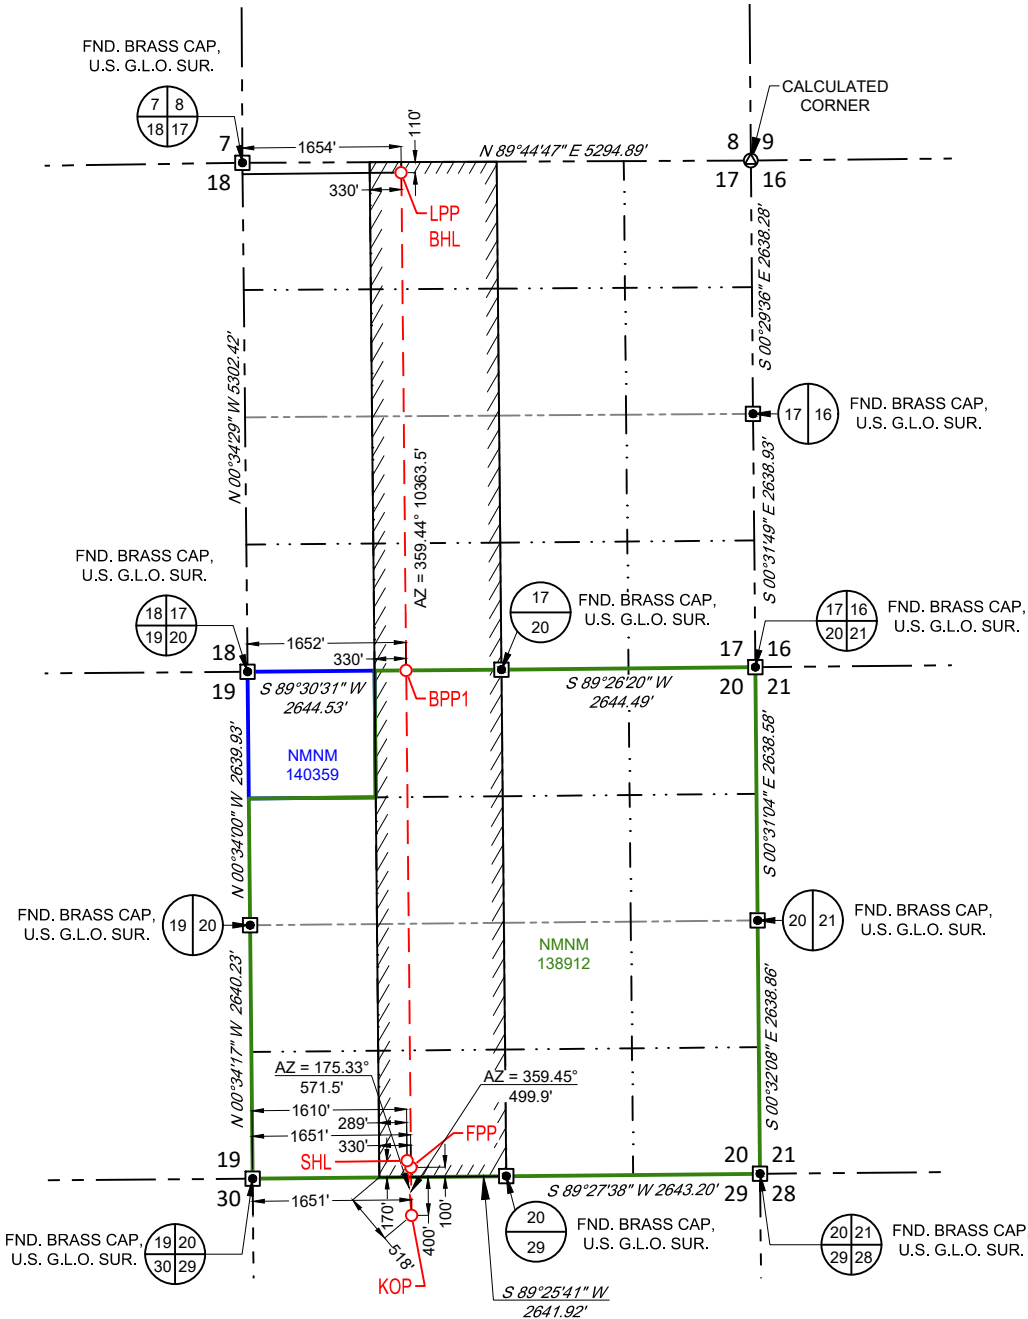 FND. BRASS CAP,
U.S. G.L.O. SUR.
7 8
18 17
7
18
1654'
110'
N 89°44'47" E 5294.89'
CALCULATED
CORNER
8 9
17 16
330'
LPP
BHL
S 00°29'36" E 2638.28'
N 00°34'29" W 5302.42'
17 16
FND. BRASS CAP,
U.S. G.L.O. SUR.
AZ = 359.44° 10363.5'
S 00°31'49" E 2638.93'
FND. BRASS CAP,
U.S. G.L.O. SUR.
18 17
19 20
18
19
1652'
330'
17
20
FND. BRASS CAP,
U.S. G.L.O. SUR.
17 16
20 21
FND. BRASS CAP,
U.S. G.L.O. SUR.
17 16
20 21
S 89°30'31" W
2644.53'
BPP1
S 89°26'20" W
2644.49'
NMNM
140359
N 00°34'00" W 2639.93'
S 00°31'04" E 2638.58'
FND. BRASS CAP,
U.S. G.L.O. SUR.
19 20
20 21
FND. BRASS CAP,
U.S. G.L.O. SUR.
NMNM
138912
N 00°34'17" W 2640.23'
S 00°32'08" E 2638.86'
AZ = 175.33°
571.5'
AZ = 359.45°
499.9'
1610'
289'
1651'
330'
FPP
SHL
19
30
20 21
29 28
1651'
170'
400'
100'
518'
KOP
S 89°27'38" W 2643.20'
20
29
FND. BRASS CAP,
U.S. G.L.O. SUR.
FND. BRASS CAP,
U.S. G.L.O. SUR.
19 20
30 29
20 21
29 28
FND. BRASS CAP,
U.S. G.L.O. SUR.
S 89°25'41" W
2641.92'